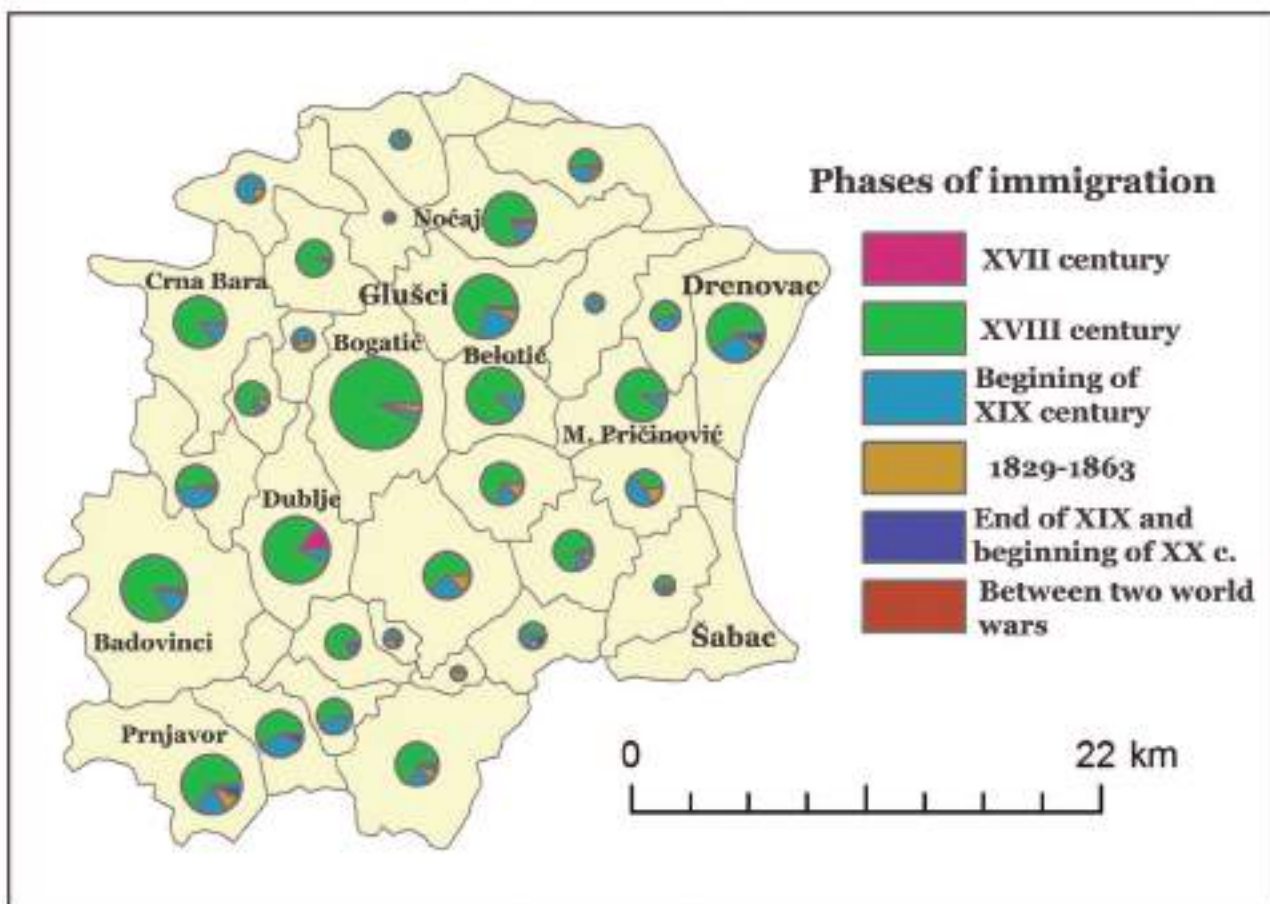 Phases of immigration
XVII century
XVIII century
Begining of
XIX century
1829-1863
End of XIX and
beginning of XX c.
Between two world
wars
Noćaj
Crna Bara
Glušci
Drenovac
Bogatić
Belotić
M. Pričinović
Dublje
Badovinci
Šabac
Prnjavor
0
22 km